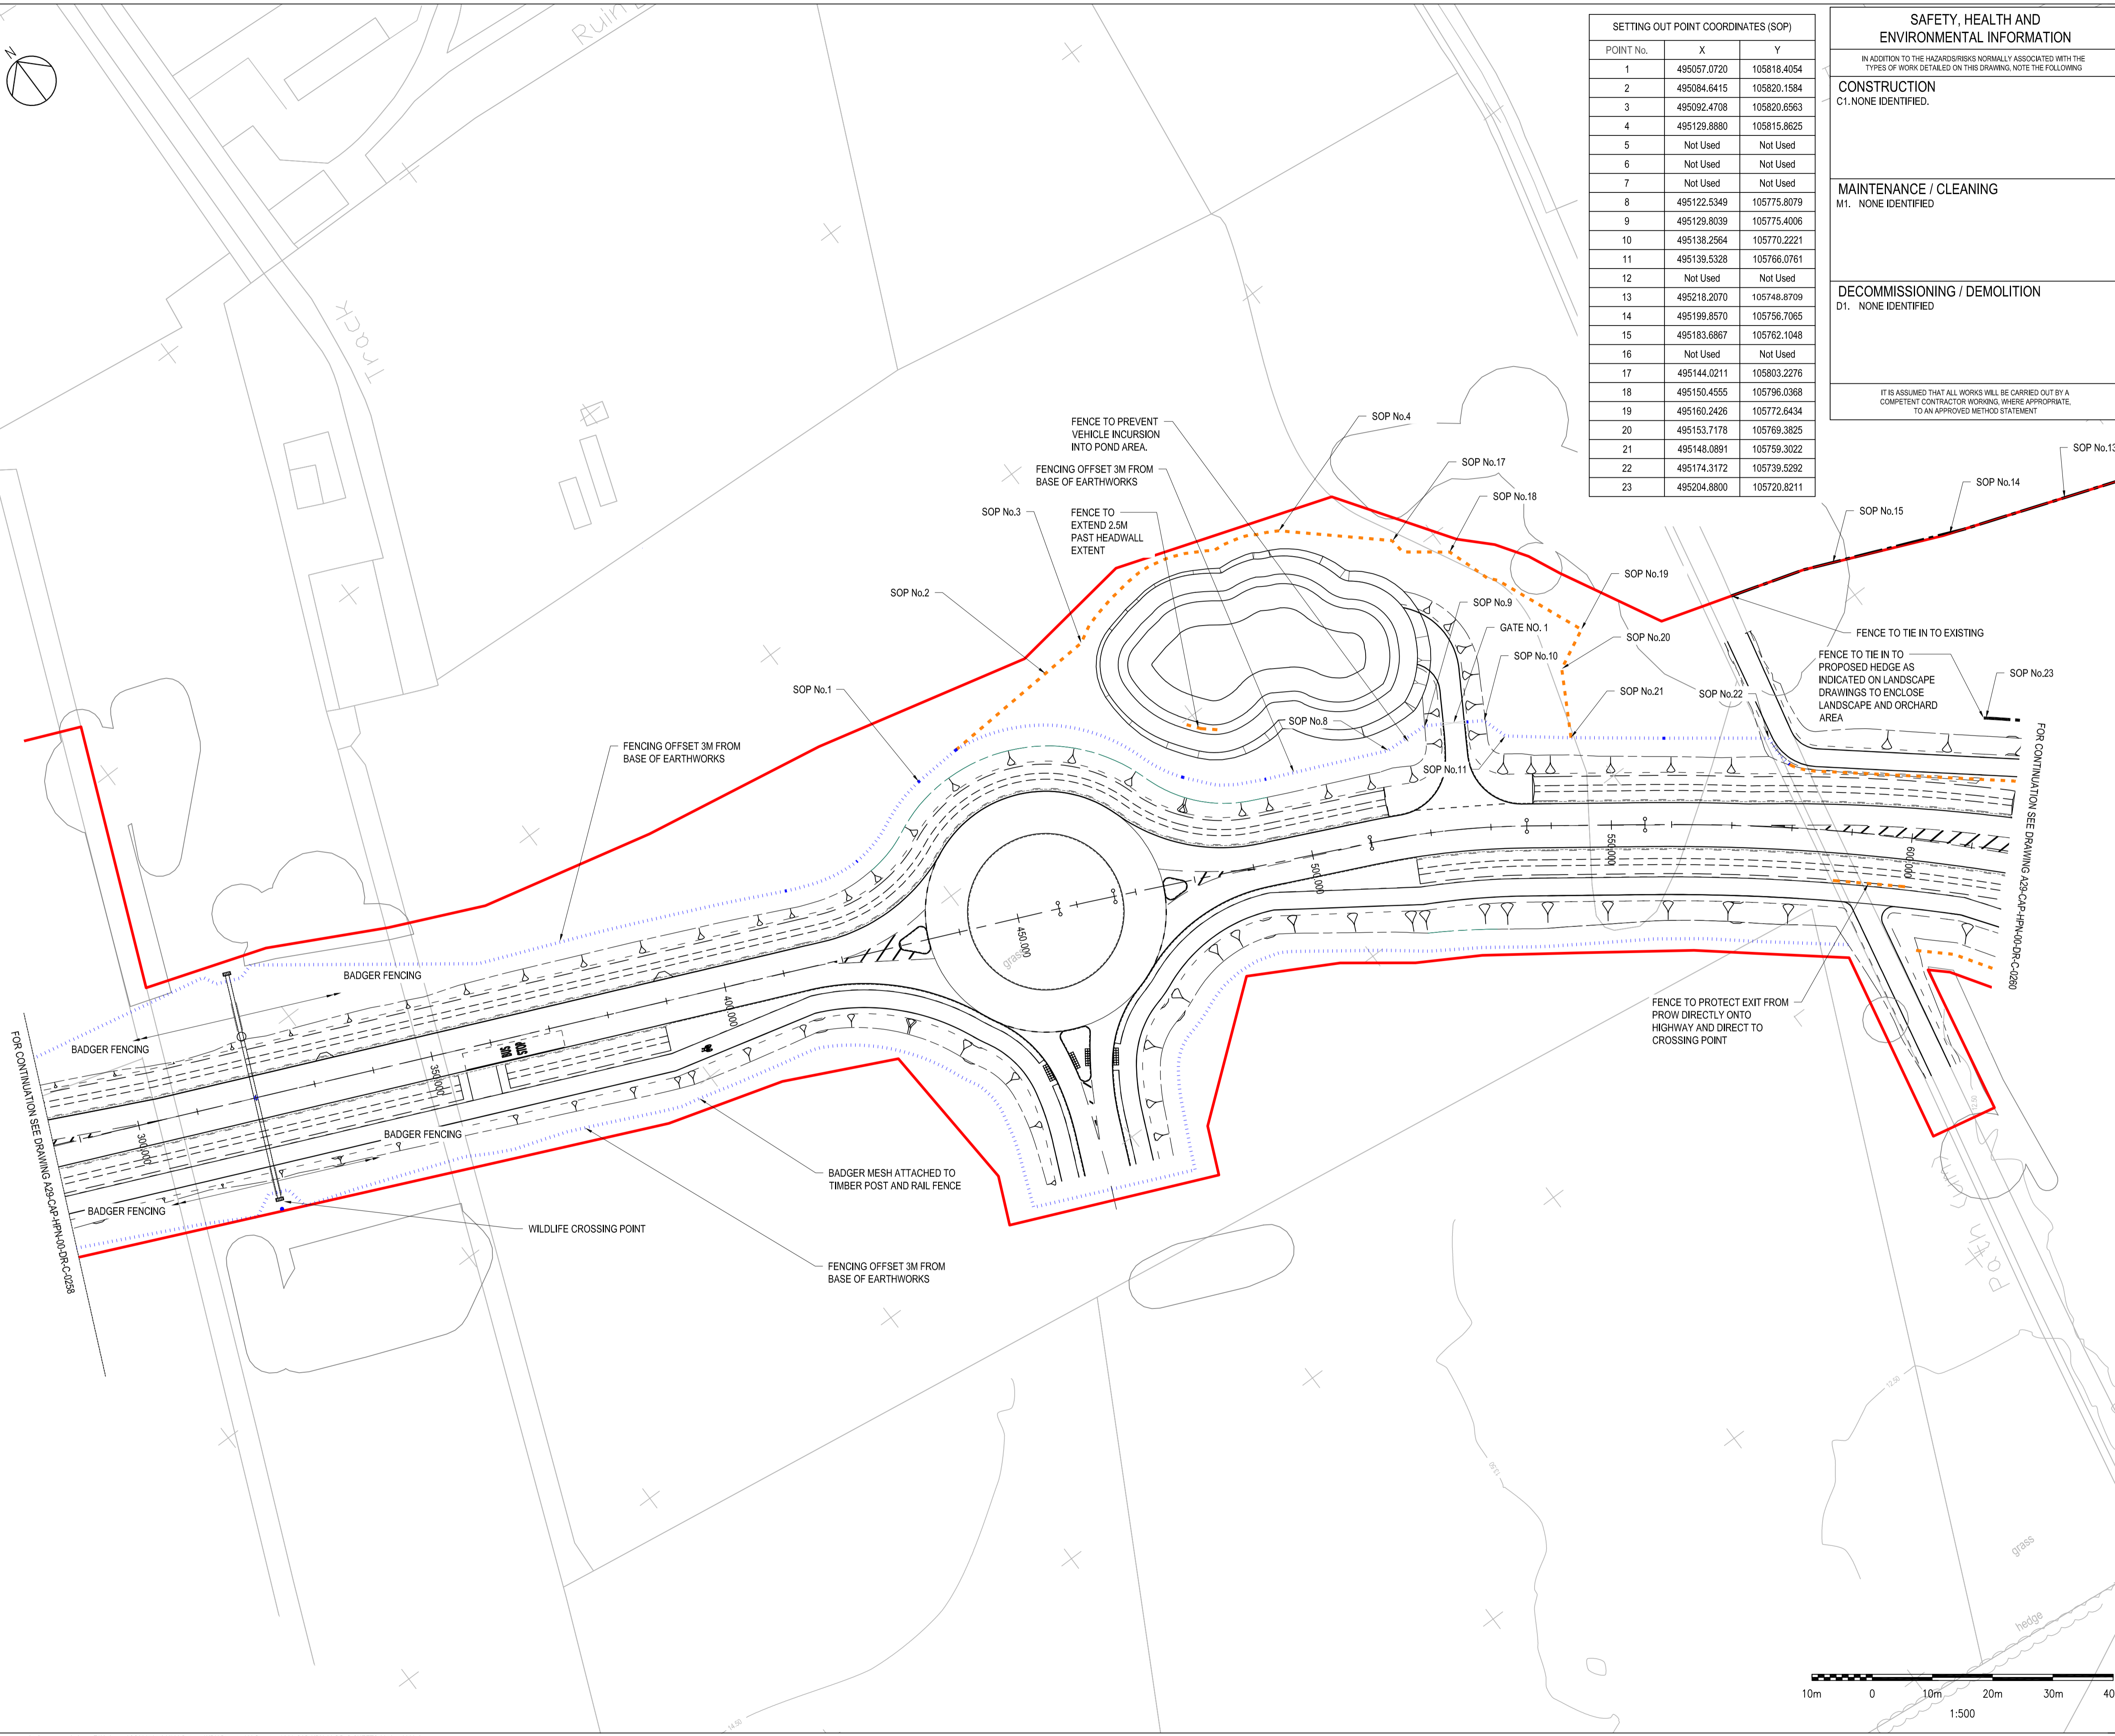 N
Track
SETTING OUT POINT COORDINATES (SOP)
POINT No. X Y
1 495057.0720 105818.4054
2 495084.6415 105820.1584
3 495092.4708 105820.6563
4 495129.8880 105815.8625
5 Not Used Not Used
6 Not Used Not Used
7 Not Used Not Used
8 495122.5349 105775.8079
9 495129.8039 105775.4006
10 495138.2564 105770.2221
11 495139.5328 105766.0761
12 Not Used Not Used
13 495218.2070 105748.8709
14 495199.8570 105756.7065
15 495183.6867 105762.1048
16 Not Used Not Used
17 495144.0211 105803.2276
18 495150.4555 105796.0368
19 495160.2426 105772.6434
20 495153.7178 105769.3825
21 495148.0891 105759.3022
22 495174.3172 105739.5292
23 495204.8800 105720.8211
SAFETY, HEALTH AND
ENVIRONMENTAL INFORMATION
IN ADDITION TO THE HAZARDS/RISKS NORMALLY ASSOCIATED WITH THE
TYPES OF WORK DETAILED ON THIS DRAWING, NOTE THE FOLLOWING
CONSTRUCTION
C1. NONE IDENTIFIED.
MAINTENANCE / CLEANING
M1. NONE IDENTIFIED
DECOMMISSIONING / DEMOLITION
D1. NONE IDENTIFIED
IT IS ASSUMED THAT ALL WORKS WILL BE CARRIED OUT BY A
COMPETENT CONTRACTOR WORKING, WHERE APPROPRIATE,
TO AN APPROVED METHOD STATEMENT
FENCE TO PREVENT
VEHICLE INCURSION
INTO POND AREA.
SOP No.4
SOP No.13
FENCING OFFSET 3M FROM
BASE OF EARTHWORKS
SOP No.17
SOP No.14
SOP No.18
SOP No.3
FENCE TO
EXTEND 2.5M
PAST HEADWALL
EXTENT
SOP No.15
SOP No.19
SOP No.2
SOP No.9
GATE NO. 1
SOP No.20
FENCE TO TIE IN TO EXISTING
SOP No.10
FENCE TO TIE IN TO
PROPOSED HEDGE AS
INDICATED ON LANDSCAPE
DRAWINGS TO ENCLOSE
LANDSCAPE AND ORCHARD
AREA
SOP No.23
SOP No.1
SOP No.21
SOP No.22
SOP No.8
FENCING OFFSET 3M FROM
BASE OF EARTHWORKS
SOP No.11
FOR CONTINUATION SEE DRAWING A29-CAP-HPN-00-DR-C-0260
550.000
600.000
500.000
450.000
grass
BADGER FENCING
400.000
FENCE TO PROTECT EXIT FROM
PROW DIRECTLY ONTO
HIGHWAY AND DIRECT TO
CROSSING POINT
BADGER FENCING
BUS
STOP
350.000
FOR CONTINUATION SEE DRAWING A29-CAP-HPN-00-DR-C-0258
300.000
BADGER FENCING
BADGER MESH ATTACHED TO
TIMBER POST AND RAIL FENCE
BADGER FENCING
WILDLIFE CROSSING POINT
FENCING OFFSET 3M FROM
BASE OF EARTHWORKS
12.50
12.50
14.50
grass
hedge
10m 0 10m 20m 30m
1:500